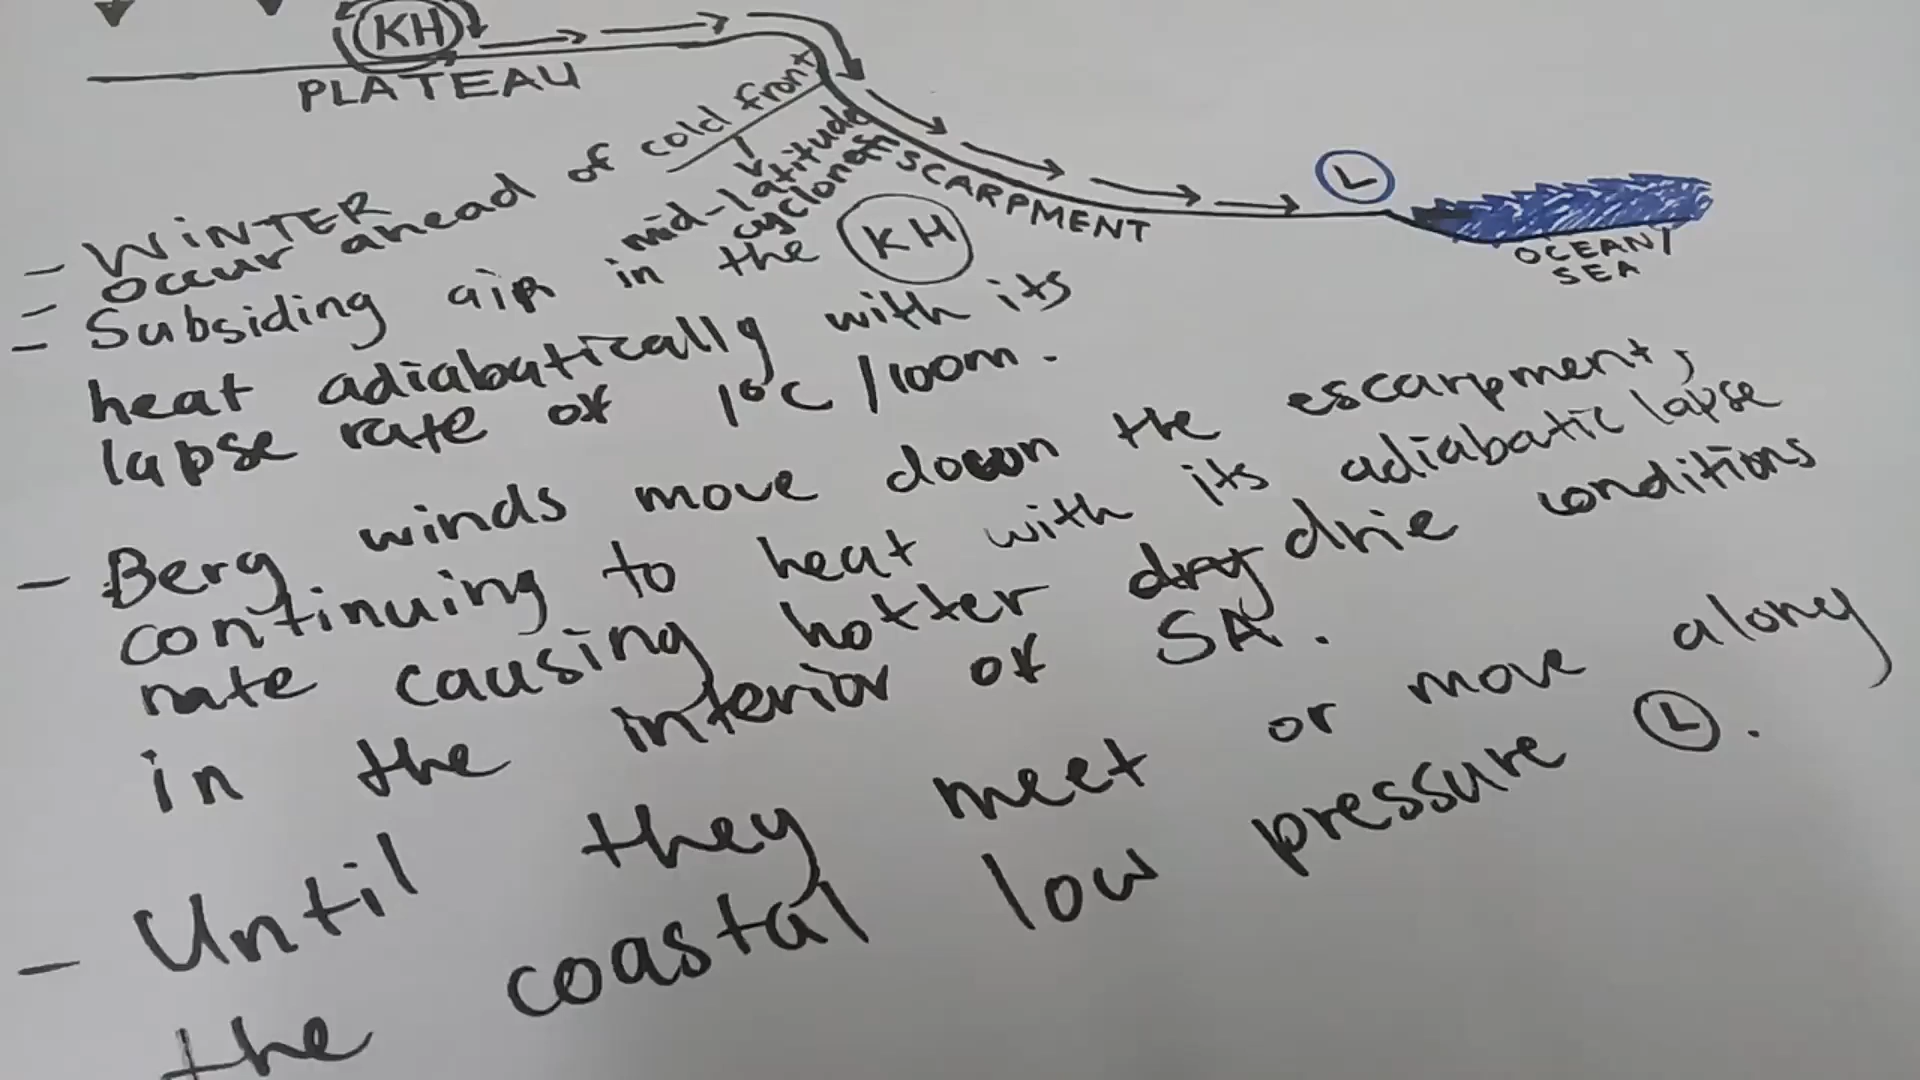 KH
PLATEAU
ESCARPMENT
L
OCEAN/
SEA
- WINTER
- occur ahead of cold front
mid-latitude
cyclones
- Subsiding air in the KH
heat adiabatically with its
lapse rate of 1°C /100m.
- Berg winds move down the escarpment,
continuing to heat with its adiabatic lapse
rate causing hotter dry drie conditions
in the interior of SA.
- Until they meet or move along
the coastal low pressure L.